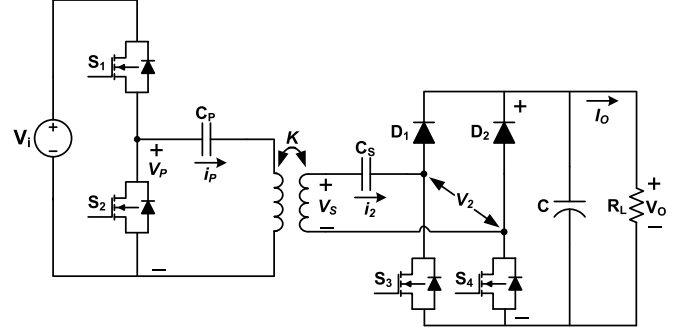 S1
Vi
+
−
S2
+
VP
−
CP
iP
K
+
VS
−
CS
i2
D1
D2
+
V2
S3
S4
−
C
IO
RL
+
VO
−